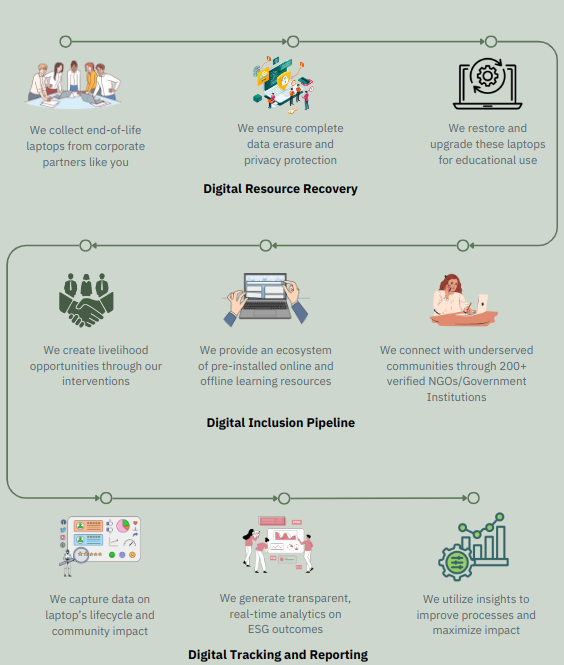 We collect end-of-life
laptops from corporate
partners like you
We ensure complete
data erasure and
privacy protection
We restore and
upgrade these laptops
for educational use
Digital Resource Recovery
We create livelihood
opportunities through our
interventions
We provide an ecosystem
of pre-installed online and
offline learning resources
We connect with underserved
communities through 200+
verified NGOs/Government
Institutions
Digital Inclusion Pipeline
We capture data on
laptop's lifecycle and
community impact
We generate transparent,
real-time analytics on
ESG outcomes
We utilize insights to
improve processes and
maximize impact
Digital Tracking and Reporting